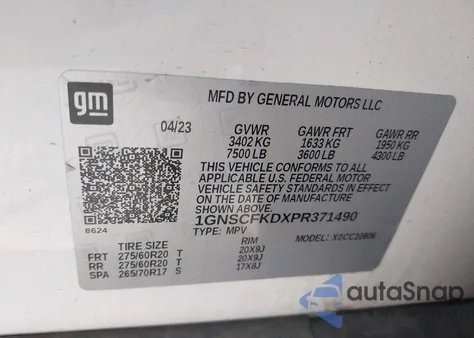 gm
MFD BY GENERAL MOTORS LLC
04/23 GVWR GAWR FRT GAWR RR
3402 KG 1633 KG 1950 KG
7500 LB 3600 LB 4300 LB
THIS VEHICLE CONFORMS TO ALL
APPLICABLE U.S. FEDERAL MOTOR
VEHICLE SAFETY STANDARDS IN EFFECT
ON THE DATE OF MANUFACTURE SHOWN
ABOVE.
1GNSCFKDXPR371490
8624
TYPE: MPV MODEL:
TIRE SIZE RIM
FRT 275/60R20 T 20X9J
RR 275/60R20 T 20X9J
SPA 265/70R17 S 17X8J
autoSnap